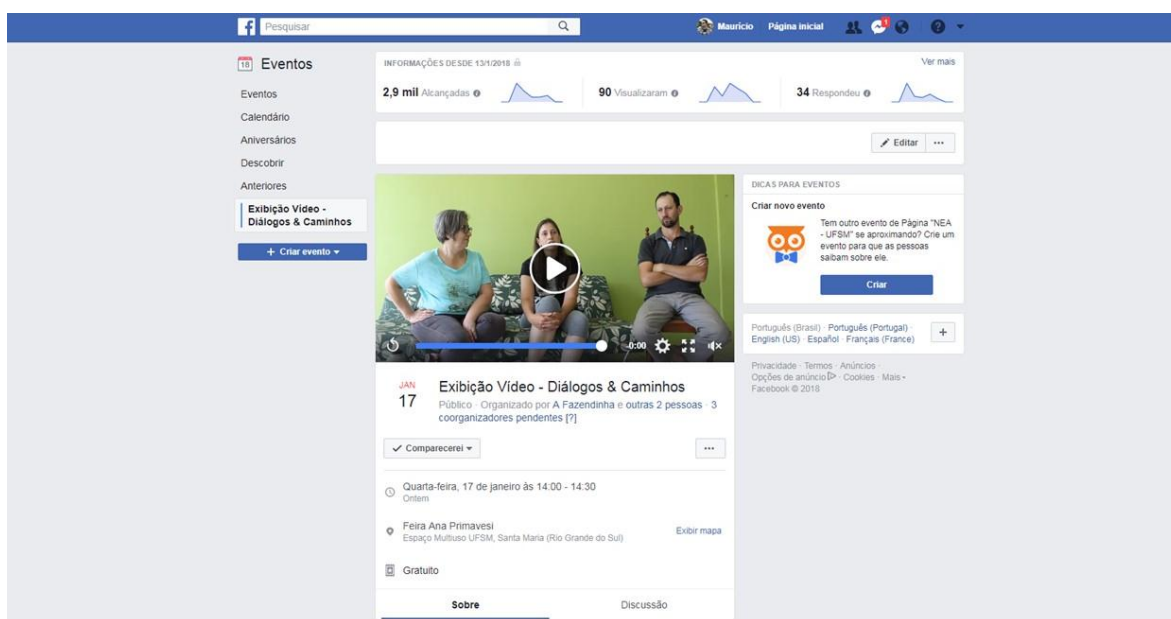 f
Pesquisar
Maurício Página inicial
1
18 Eventos
Eventos
Calendário
Aniversários
Descobrir
Anteriores
Exibição Vídeo -
Diálogos & Caminhos
+ Criar evento
INFORMAÇÕES DESDE 13/1/2018
Ver mais
2,9 mil Alcançadas
90 Visualizaram
34 Respondeu
Editar ...
-0:00
JAN
17
Exibição Vídeo - Diálogos & Caminhos
Público · Organizado por A Fazendinha e outras 2 pessoas · 3
coorganizadores pendentes [?]
Comparecerei
...
Quarta-feira, 17 de janeiro às 14:00 - 14:30
Ontem
Feira Ana Primavesi
Espaço Multiuso UFSM, Santa Maria (Rio Grande do Sul)
Exibir mapa
Gratuito
Sobre
Discussão
DICAS PARA EVENTOS
Criar novo evento
Tem outro evento de Página "NEA
- UFSM" se aproximando? Crie um
evento para que as pessoas
saibam sobre ele.
Criar
Português (Brasil) · Português (Portugal) ·
English (US) · Español · Français (France)
+
Privacidade · Termos · Anúncios ·
Opções de anúncio · Cookies · Mais
Facebook © 2018